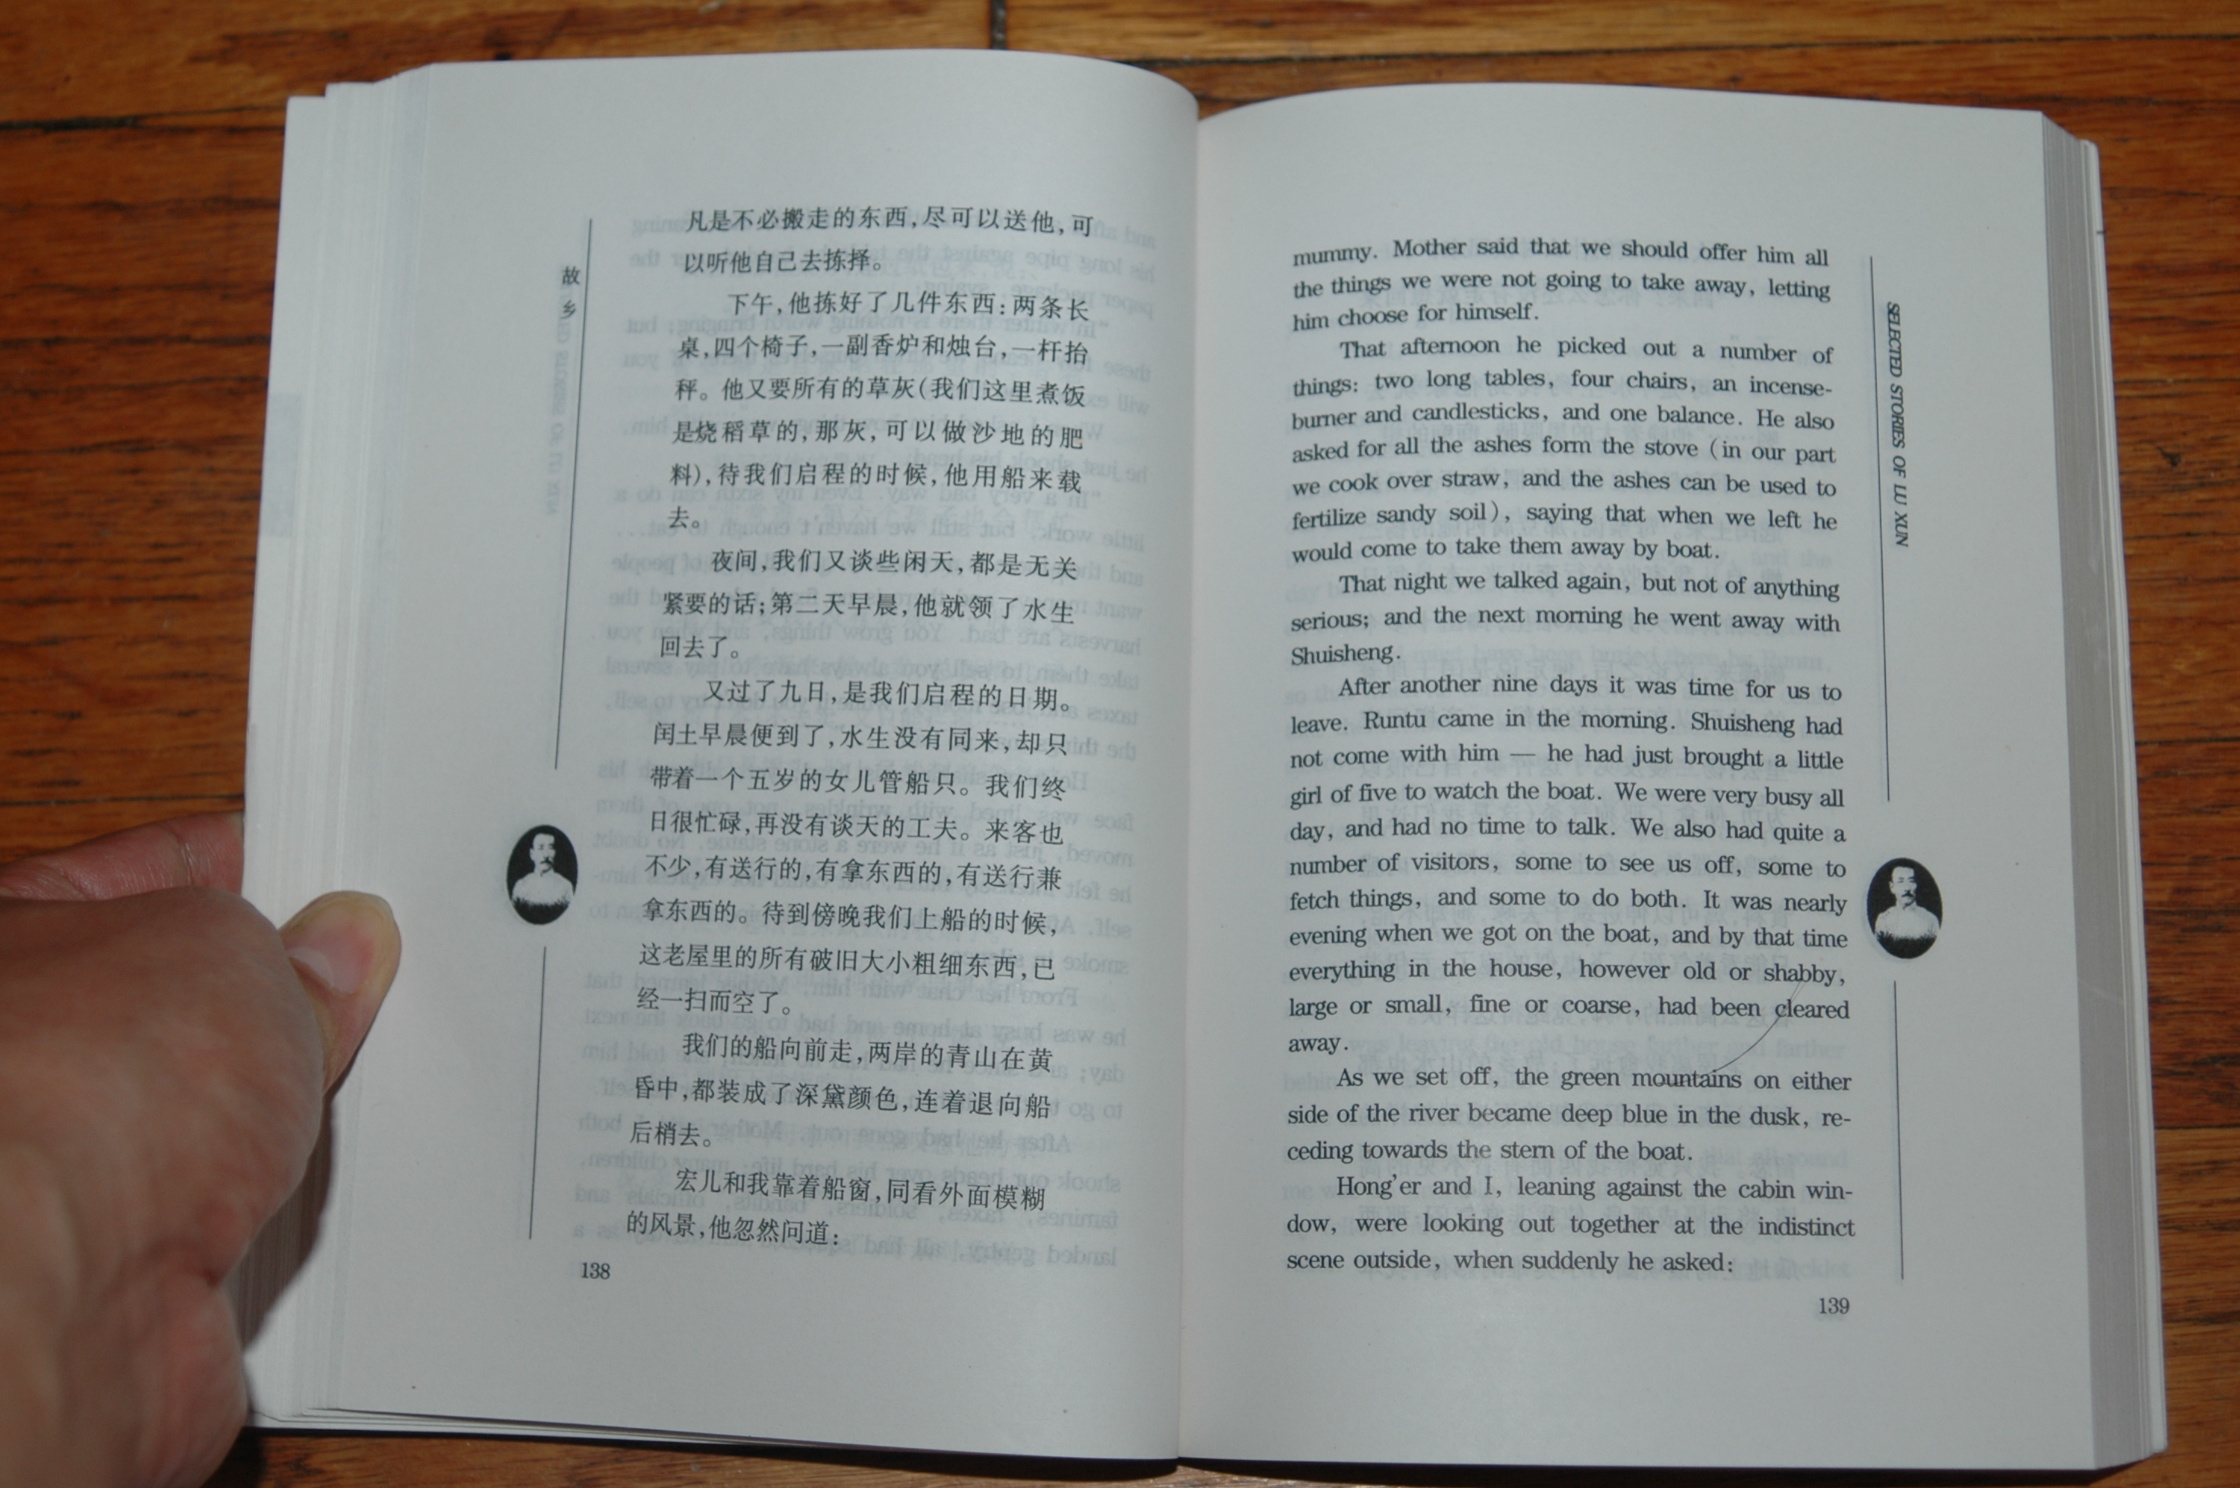 故
乡
凡是不必搬走的东西,尽可以送他,可
以听他自己去拣择。
下午,他拣好了几件东西:两条长
桌,四个椅子,一副香炉和烛台,一杆抬
秤。他又要所有的草灰(我们这里煮饭
是烧稻草的,那灰,可以做沙地的肥
料),待我们启程的时候,他用船来载
去。
夜间,我们又谈些闲天,都是无关
紧要的话;第二天早晨,他就领了水生
回去了。
又过了九日,是我们启程的日期。
闰土早晨便到了,水生没有同来,却只
带着一个五岁的女儿管船只。我们终
日很忙碌,再没有谈天的工夫。来客也
不少,有送行的,有拿东西的,有送行兼
拿东西的。待到傍晚我们上船的时候,
这老屋里的所有破旧大小粗细东西,已
经一扫而空了。
我们的船向前走,两岸的青山在黄
昏中,都装成了深黛颜色,连着退向船
后梢去。
宏儿和我靠着船窗,同看外面模糊
的风景,他忽然问道:
138
SELECTED STORIES OF LU XUN
mummy. Mother said that we should offer him all
the things we were not going to take away, letting
him choose for himself.
That afternoon he picked out a number of
things: two long tables, four chairs, an incense-
burner and candlesticks, and one balance. He also
asked for all the ashes form the stove (in our part
we cook over straw, and the ashes can be used to
fertilize sandy soil), saying that when we left he
would come to take them away by boat.
That night we talked again, but not of anything
serious; and the next morning he went away with
Shuisheng.
After another nine days it was time for us to
leave. Runtu came in the morning. Shuisheng had
not come with him — he had just brought a little
girl of five to watch the boat. We were very busy all
day, and had no time to talk. We also had quite a
number of visitors, some to see us off, some to
fetch things, and some to do both. It was nearly
evening when we got on the boat, and by that time
everything in the house, however old or shabby,
large or small, fine or coarse, had been cleared
away.
As we set off, the green mountains on either
side of the river became deep blue in the dusk, re-
ceding towards the stern of the boat.
Hong'er and I, leaning against the cabin win-
dow, were looking out together at the indistinct
scene outside, when suddenly he asked:
139